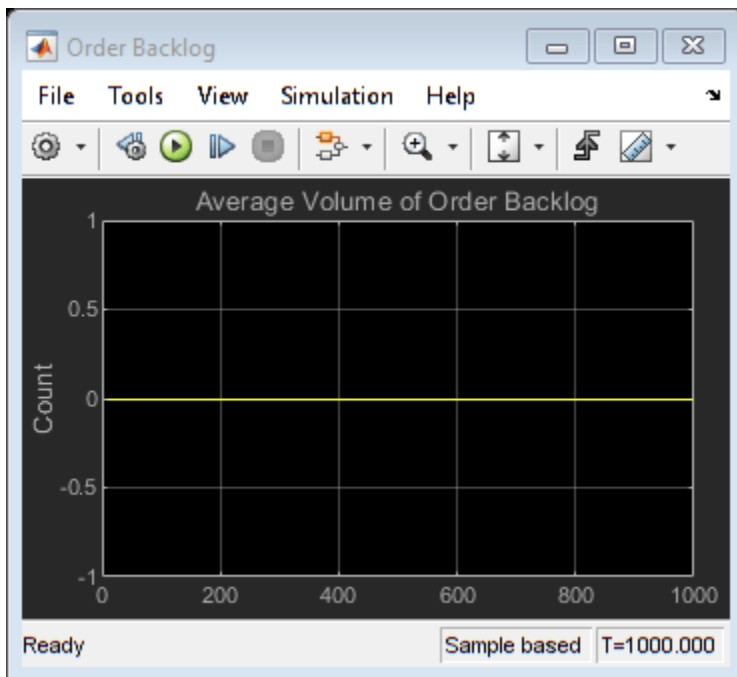 Order Backlog
File Tools View Simulation Help
Average Volume of Order Backlog
1
0.5
0
-0.5
-1
Count
0 200 400 600 800 1000
Ready Sample based T=1000.000